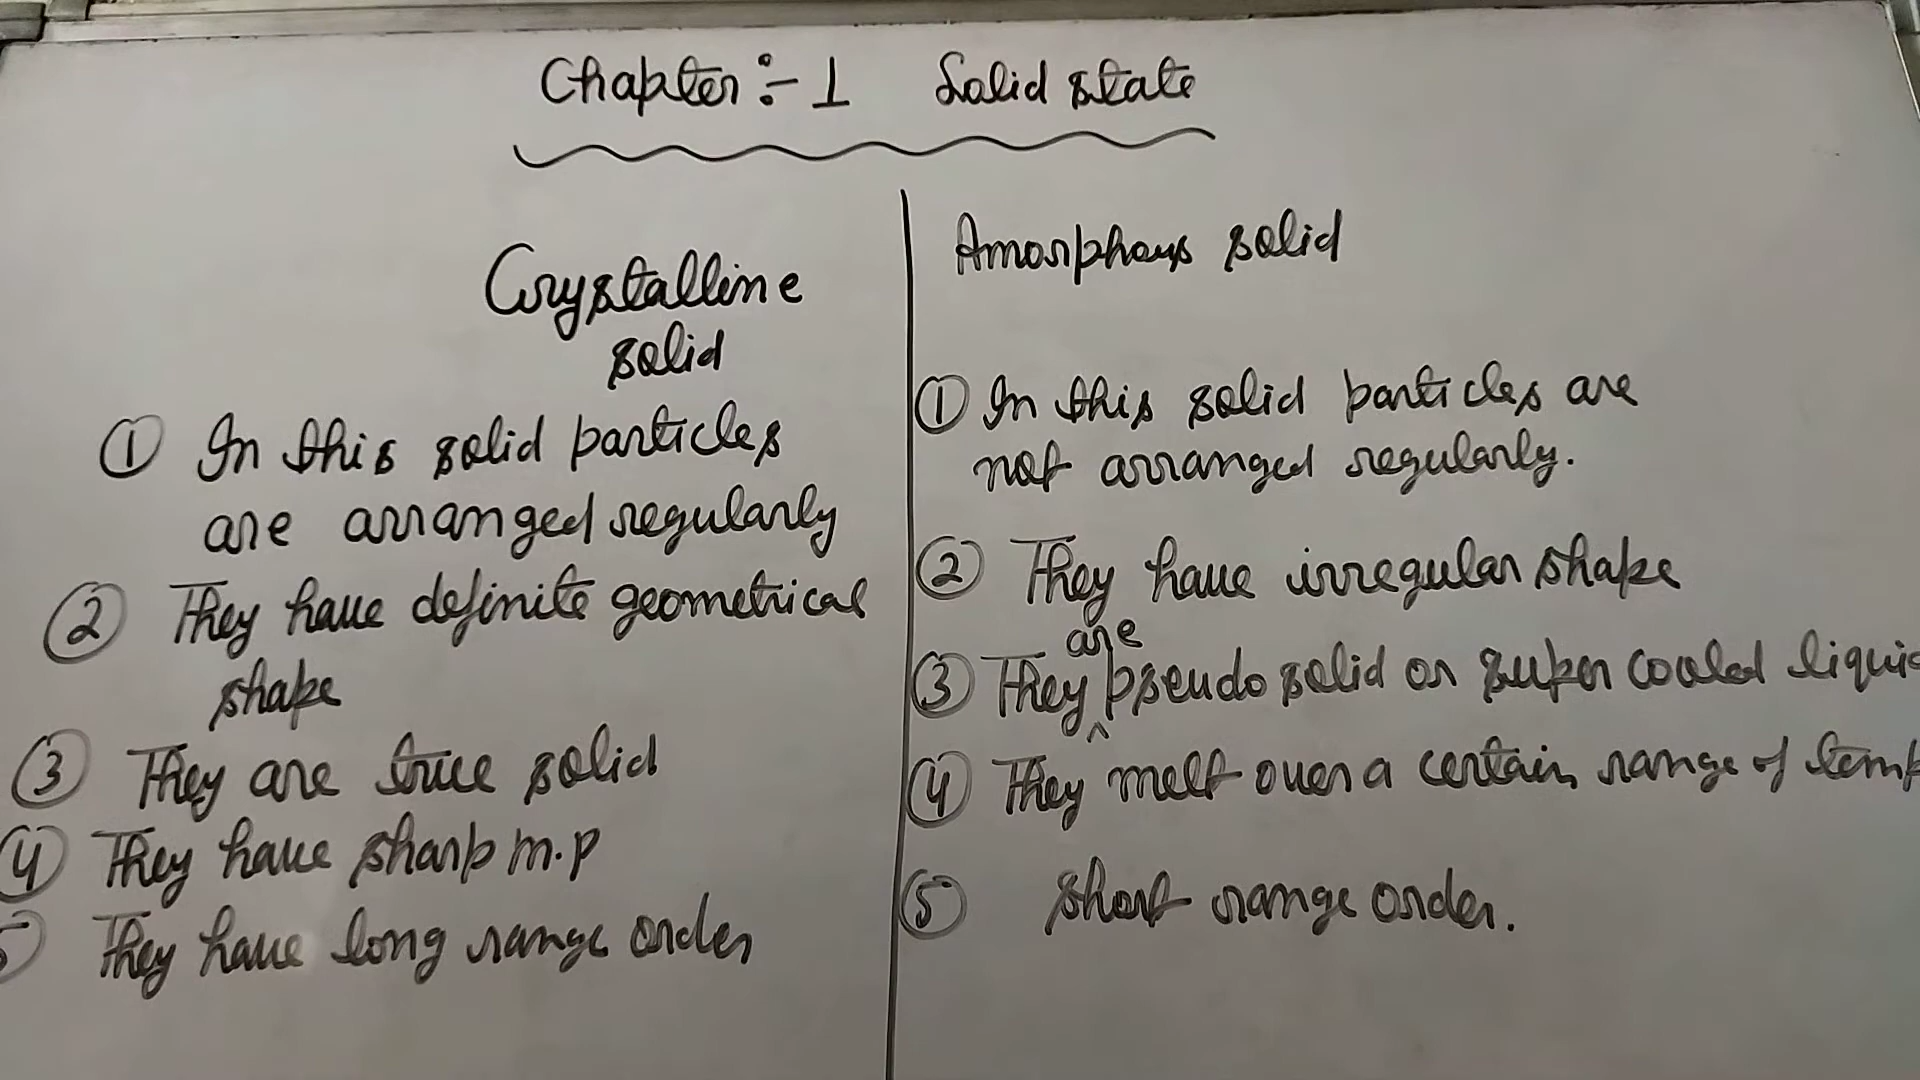 Chapter :- 1 Solid state
Crystalline
solid
① In this solid particles
are arranged regularly
② They have definite geometrical
shape
③ They are true solid
④ They have sharp m.p
5 They have long range order
Amorphous solid
① In this solid particles are
not arranged regularly.
② They have irregular shape
③ They are pseudo solid or super cooled liquid
④ They melt over a certain range of temp
⑤ short range order.